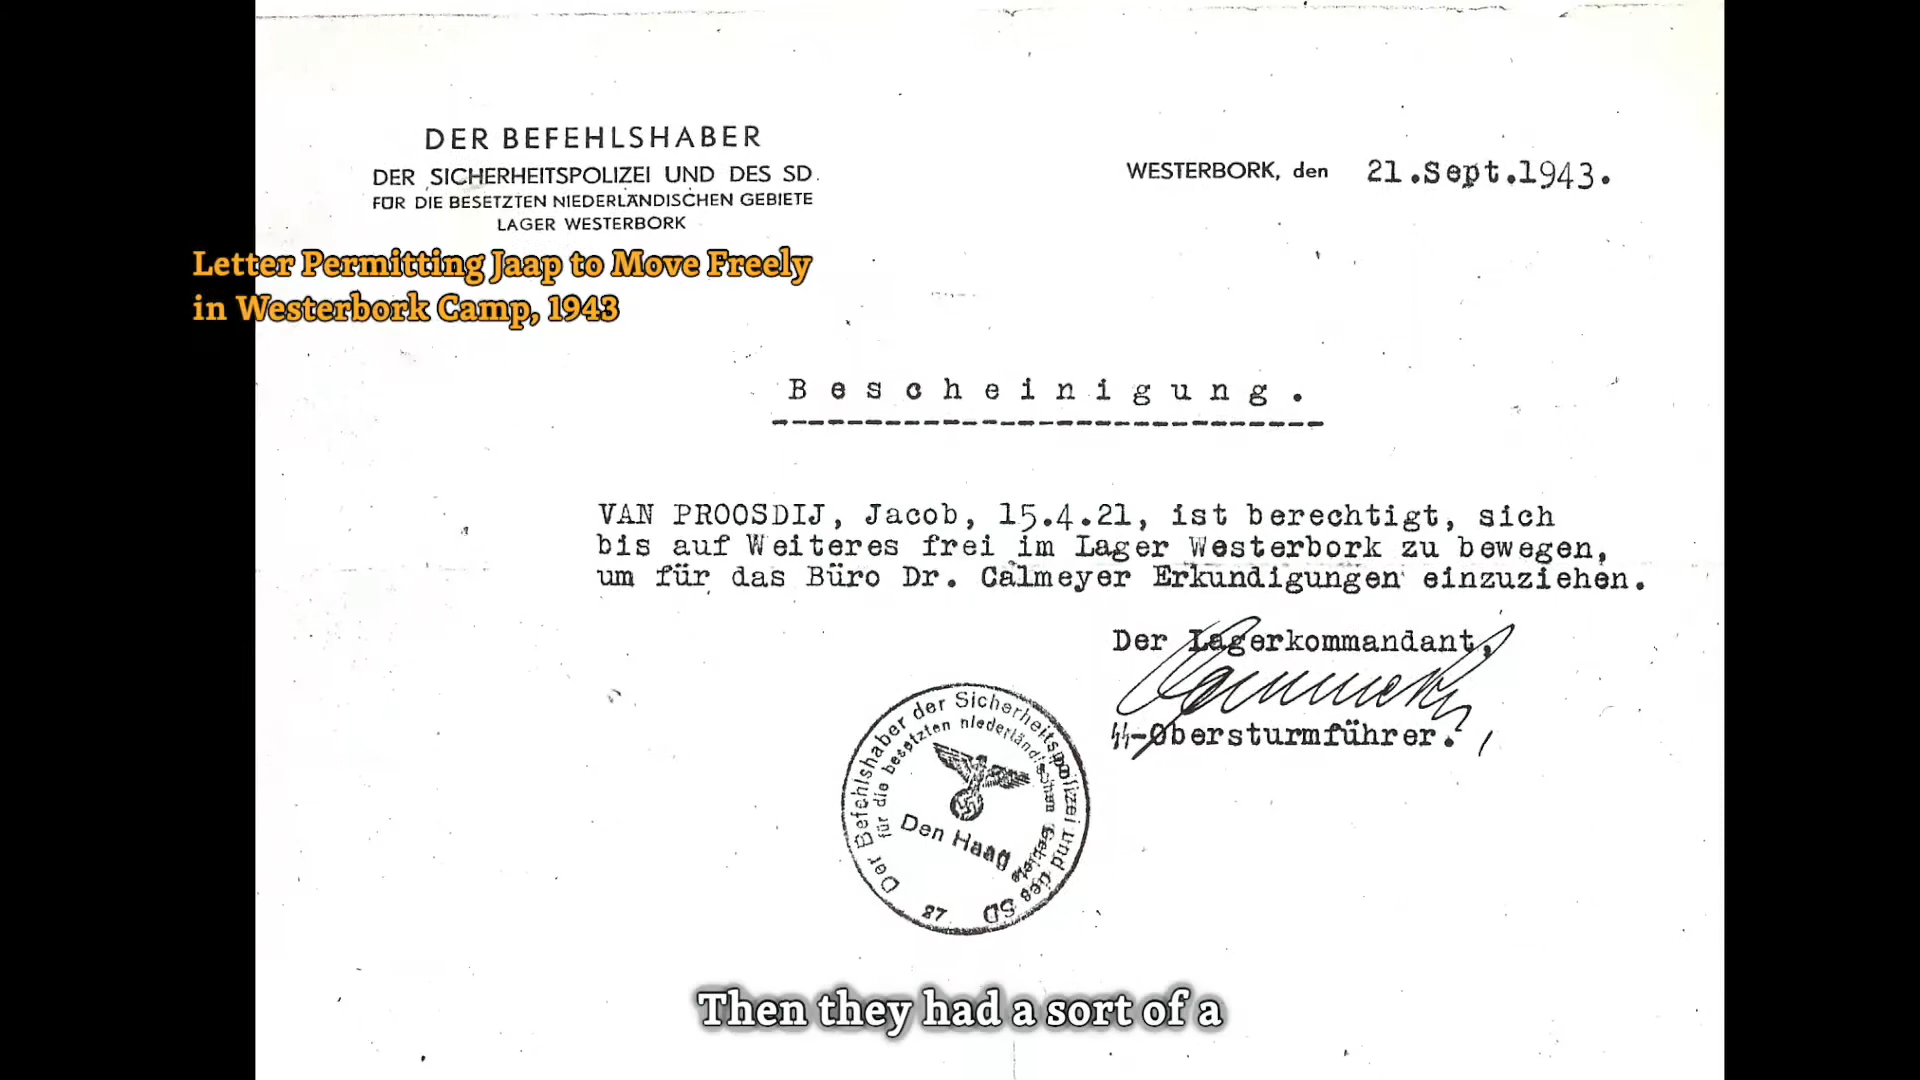 DER BEFEHLSHABER
DER SICHERHEITSPOLIZEI UND DES SD.
FÜR DIE BESETZTEN NIEDERLÄNDISCHEN GEBIETE
LAGER WESTERBORK
WESTERBORK, den 21.Sept.1943.
Letter Permitting Jaap to Move Freely
in Westerbork Camp, 1943
Bescheinigung.
VAN PROOSDIJ, Jacob, 15.4.21, ist berechtigt, sich
bis auf Weiteres frei im Lager Westerbork zu bewegen,
um für das Büro Dr. Calmeyer Erkundigungen einzuziehen.
Der Lagerkommandant,
SS-Obersturmführer.
Der Befehlshaber der Sicherheitspolizei und des SD
für die besetzten niederländischen Gebiete
Den Haag
27
Then they had a sort of a